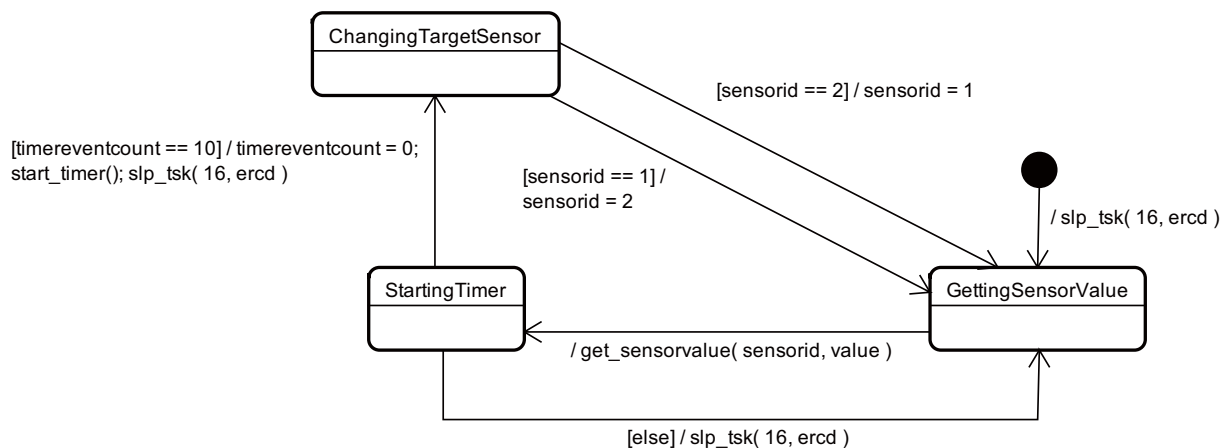 ChangingTargetSensor
[sensorid == 2] / sensorid = 1
[timereventcount == 10] / timereventcount = 0;
start_timer(); slp_tsk( 16, ercd )
[sensorid == 1] /
sensorid = 2
/ slp_tsk( 16, ercd )
StartingTimer
GettingSensorValue
/ get_sensorvalue( sensorid, value )
[else] / slp_tsk( 16, ercd )